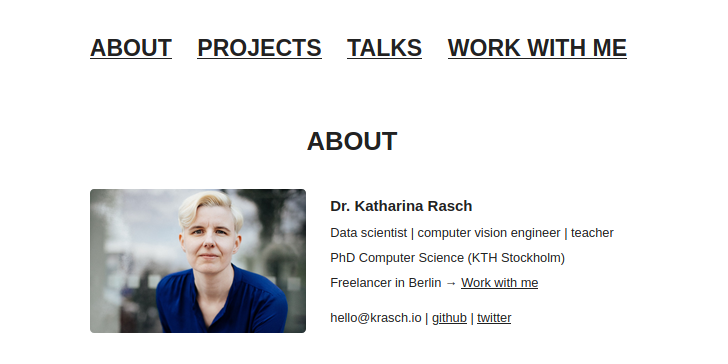 ABOUT PROJECTS TALKS WORK WITH ME
ABOUT
Dr. Katharina Rasch
Data scientist | computer vision engineer | teacher
PhD Computer Science (KTH Stockholm)
Freelancer in Berlin → Work with me
hello@krasch.io | github | twitter